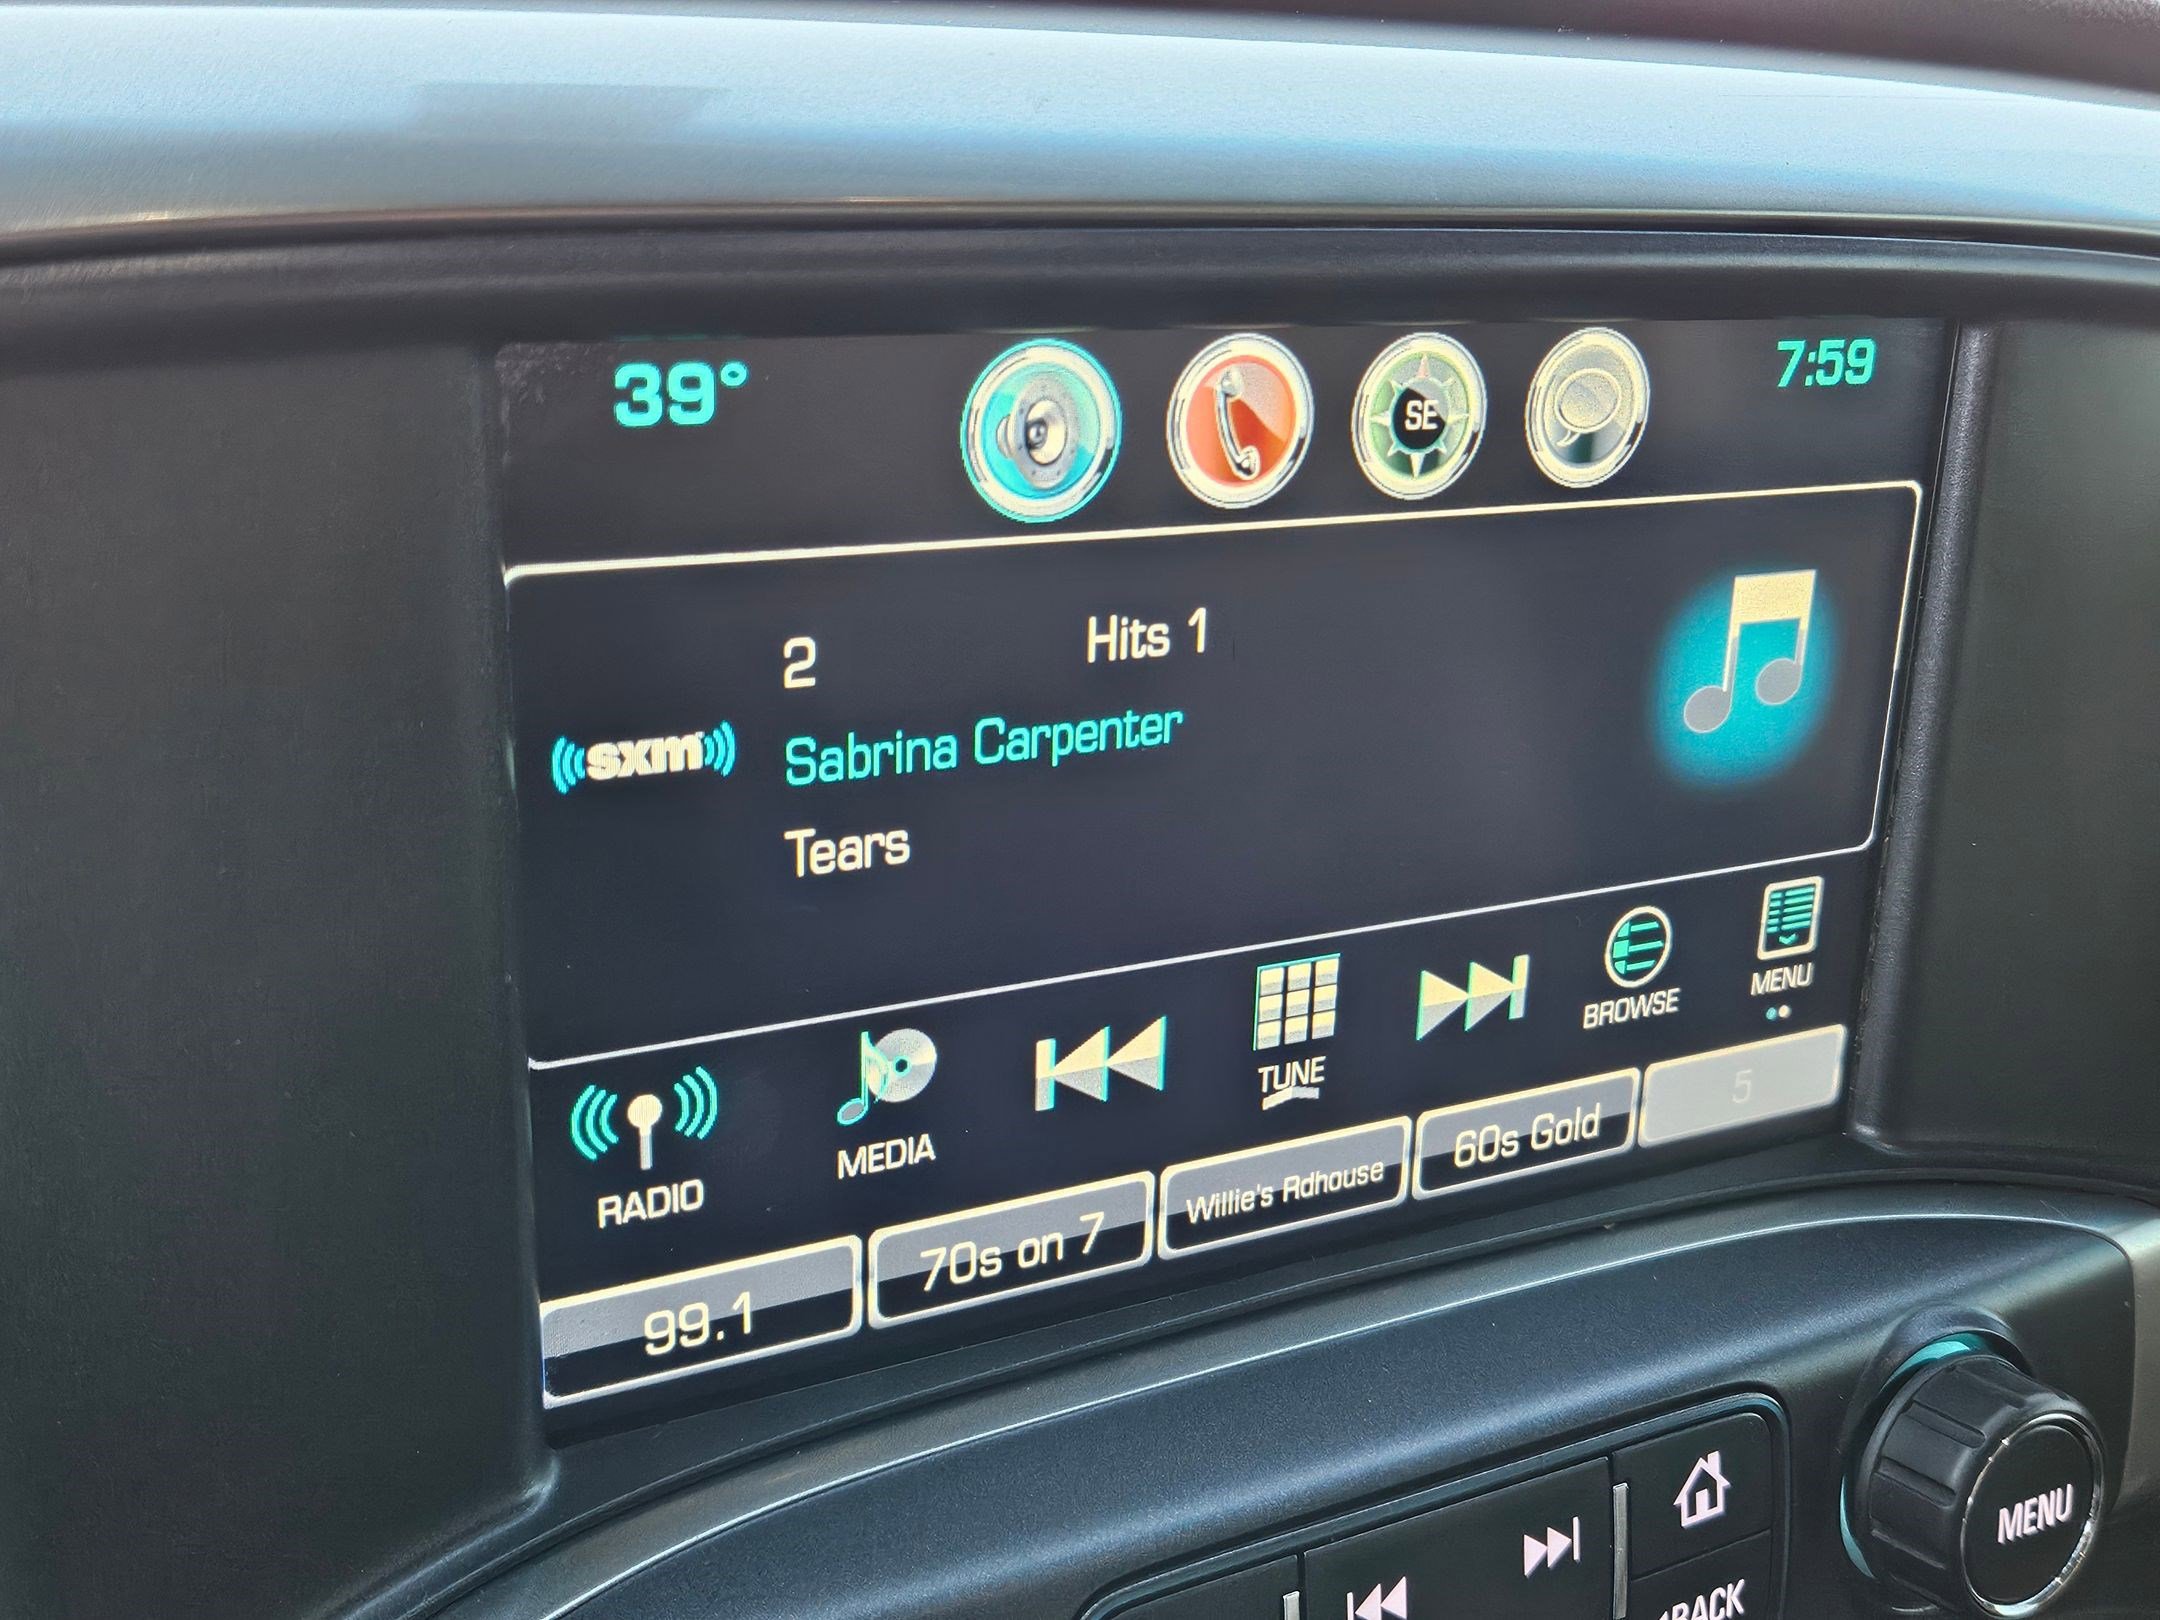 39°
SE
7:59
2 Hits 1
sxm
Sabrina Carpenter
Tears
RADIO
MEDIA
TUNE
BROWSE
MENU
99.1
70s on 7
Willie's Rdhouse
60s Gold
5
MENU
BACK